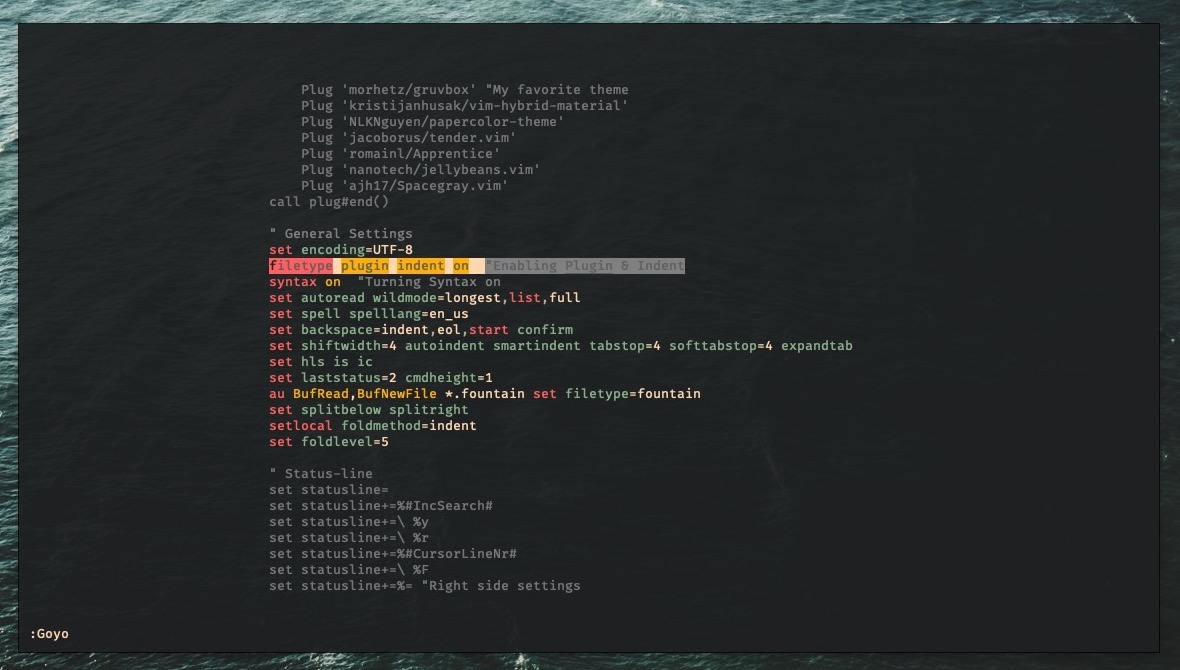 Plug 'morhetz/gruvbox' "My favorite theme
Plug 'kristijanhusak/vim-hybrid-material'
Plug 'NLKNguyen/papercolor-theme'
Plug 'jacoborus/tender.vim'
Plug 'romainl/Apprentice'
Plug 'nanotech/jellybeans.vim'
Plug 'ajh17/Spacegray.vim'
call plug#end()
" General Settings
set encoding=UTF-8
filetype plugin indent on  "Enabling Plugin & Indent
syntax on  "Turning Syntax on
set autoread wildmode=longest,list,full
set spell spelllang=en_us
set backspace=indent,eol,start confirm
set shiftwidth=4 autoindent smartindent tabstop=4 softtabstop=4 expandtab
set hls is ic
set laststatus=2 cmdheight=1
au BufRead,BufNewFile *.fountain set filetype=fountain
set splitbelow splitright
setlocal foldmethod=indent
set foldlevel=5
" Status-line
set statusline=
set statusline+=%#IncSearch#
set statusline+=\ %y
set statusline+=\ %r
set statusline+=%#CursorLineNr#
set statusline+=\ %F
set statusline+=%= "Right side settings
:Goyo